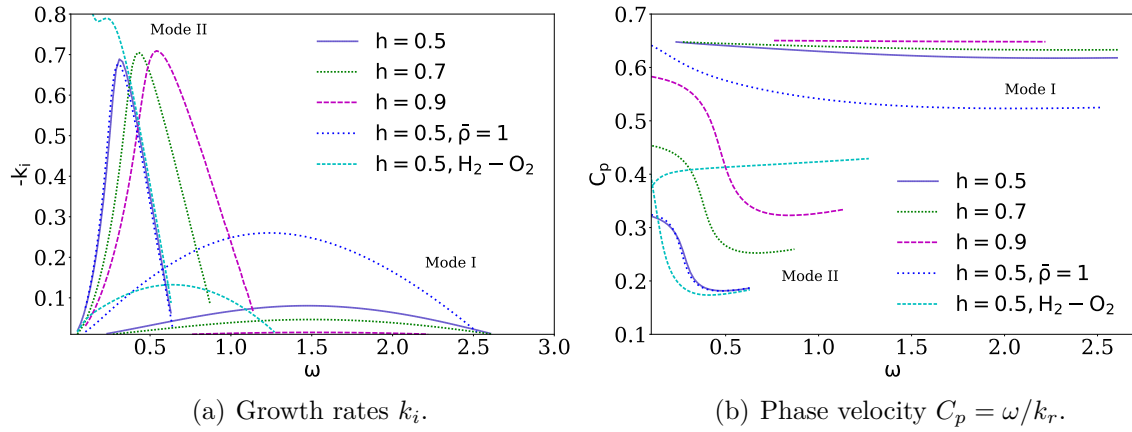 0.8
0.7
0.6
0.5
0.4
0.3
0.2
0.1
-kᵢ
0.5
1.0
1.5
2.0
2.5
3.0
ω
Mode II
Mode I
h = 0.5
h = 0.7
h = 0.9
h = 0.5, ρ̄ = 1
h = 0.5, H₂ − O₂
(a) Growth rates kᵢ.
0.7
0.6
0.5
0.4
0.3
0.2
0.1
Cₚ
0.5
1.0
1.5
2.0
2.5
ω
Mode I
Mode II
h = 0.5
h = 0.7
h = 0.9
h = 0.5, ρ̄ = 1
h = 0.5, H₂ − O₂
(b) Phase velocity Cₚ = ω/kᵣ.